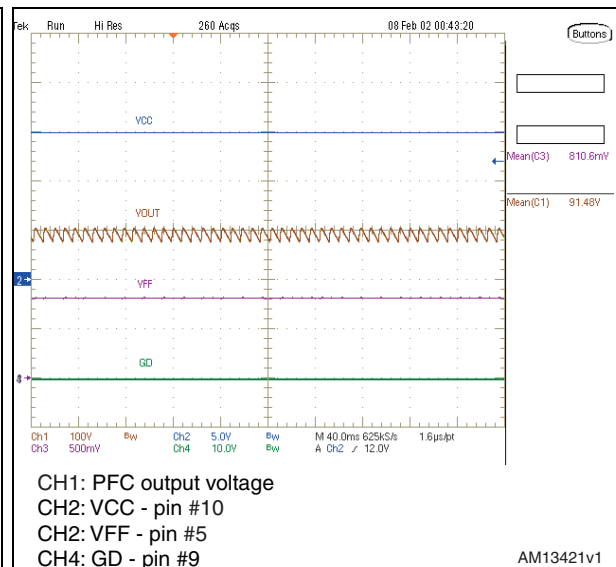 Tek Run Hi Res 260 Acqs 08 Feb 02 00:43:20
Buttons
VCC
Mean(C3) 810.6mV
Mean(C1) 91.48V
VOUT
2
VFF
GD
Ch1 100V Bw Ch2 5.0V Bw M 40.0ms 625kS/s 1.6µs/pt
Ch3 500mV Ch4 10.0V Bw A Ch2 / 12.0V
CH1: PFC output voltage
CH2: VCC - pin #10
CH2: VFF - pin #5
CH4: GD - pin #9
AM13421v1